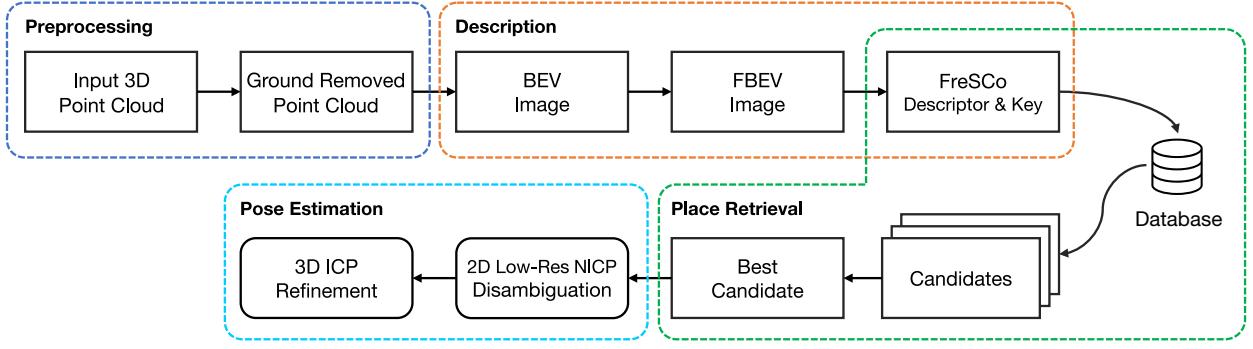 Preprocessing
Input 3D
Point Cloud
Ground Removed
Point Cloud
Description
BEV
Image
FBEV
Image
FreSCo
Descriptor & Key
Database
Place Retrieval
Candidates
Best
Candidate
Pose Estimation
2D Low-Res NICP
Disambiguation
3D ICP
Refinement